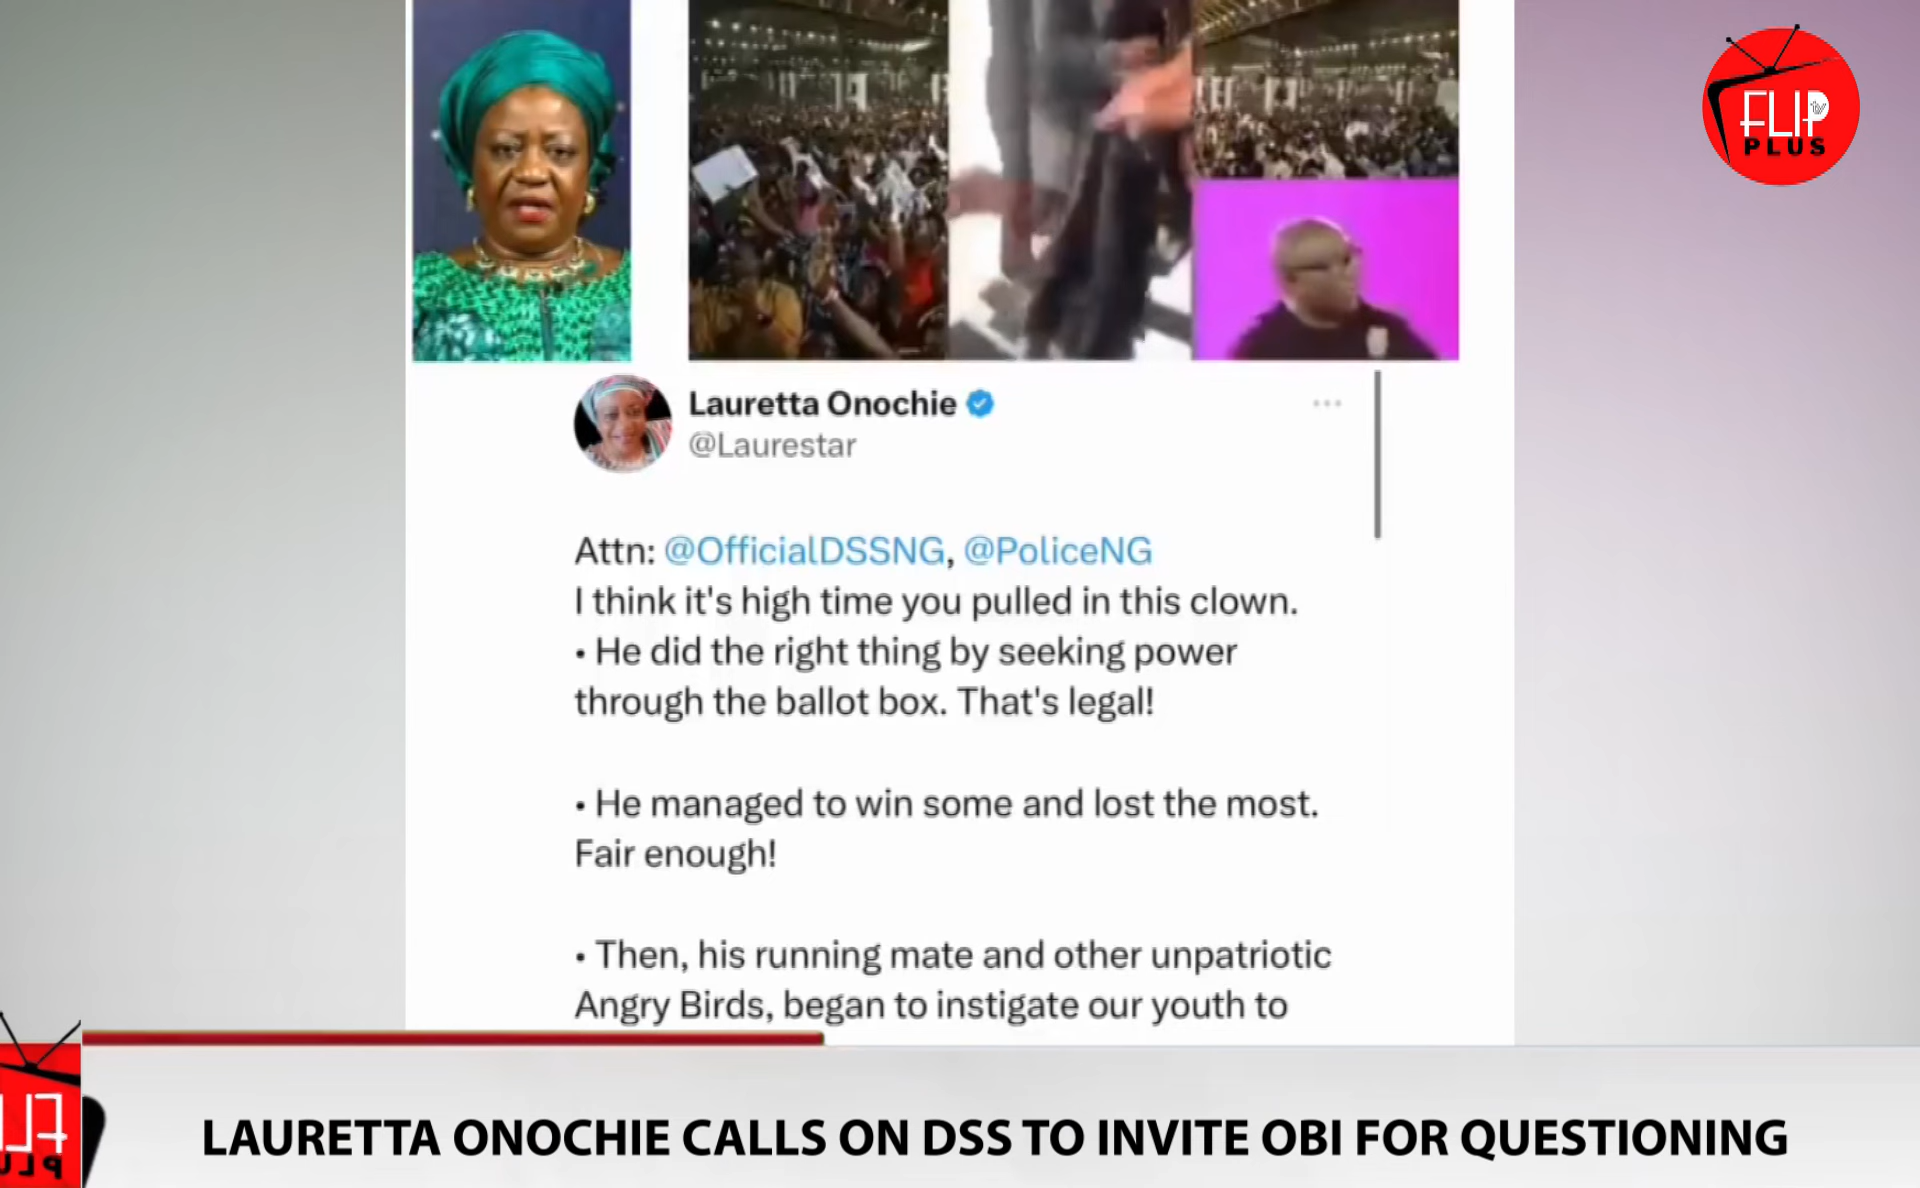 FLIP
tv
PLUS
Lauretta Onochie
@Laurestar
Attn: @OfficialDSSNG, @PoliceNG
I think it's high time you pulled in this clown.
• He did the right thing by seeking power
through the ballot box. That's legal!
• He managed to win some and lost the most.
Fair enough!
• Then, his running mate and other unpatriotic
Angry Birds, began to instigate our youth to
FLI
PLU
LAURETTA ONOCHIE CALLS ON DSS TO INVITE OBI FOR QUESTIONING